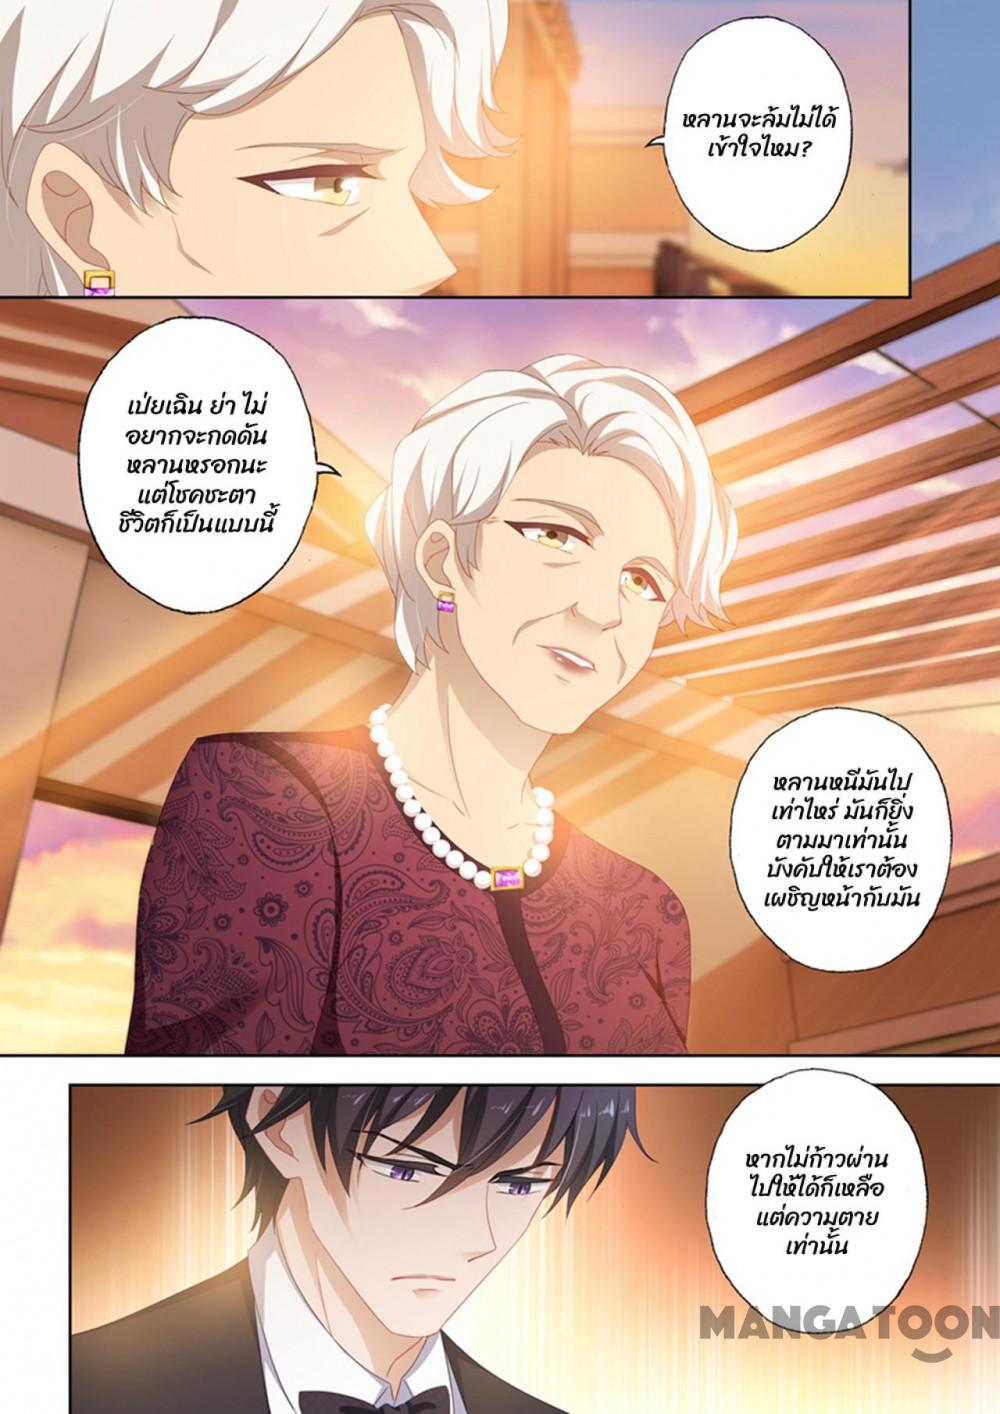 หลานจะล้มไม่ได้
เข้าใจไหม?
เป่ยเฉิน ย่า ไม่
อยากจะกดดัน
หลานหรอกนะ
แต่โชคชะตา
ชีวิตก็เป็นแบบนี้
หลานหนีมันไป
เท่าไหร่ มันก็ยิ่ง
ตามมาเท่านั้น
บังคับให้เราต้อง
เผชิญหน้ากับมัน
หากไม่ก้าวผ่าน
ไปให้ได้ก็เหลือ
แต่ความตาย
เท่านั้น
MANGATOON